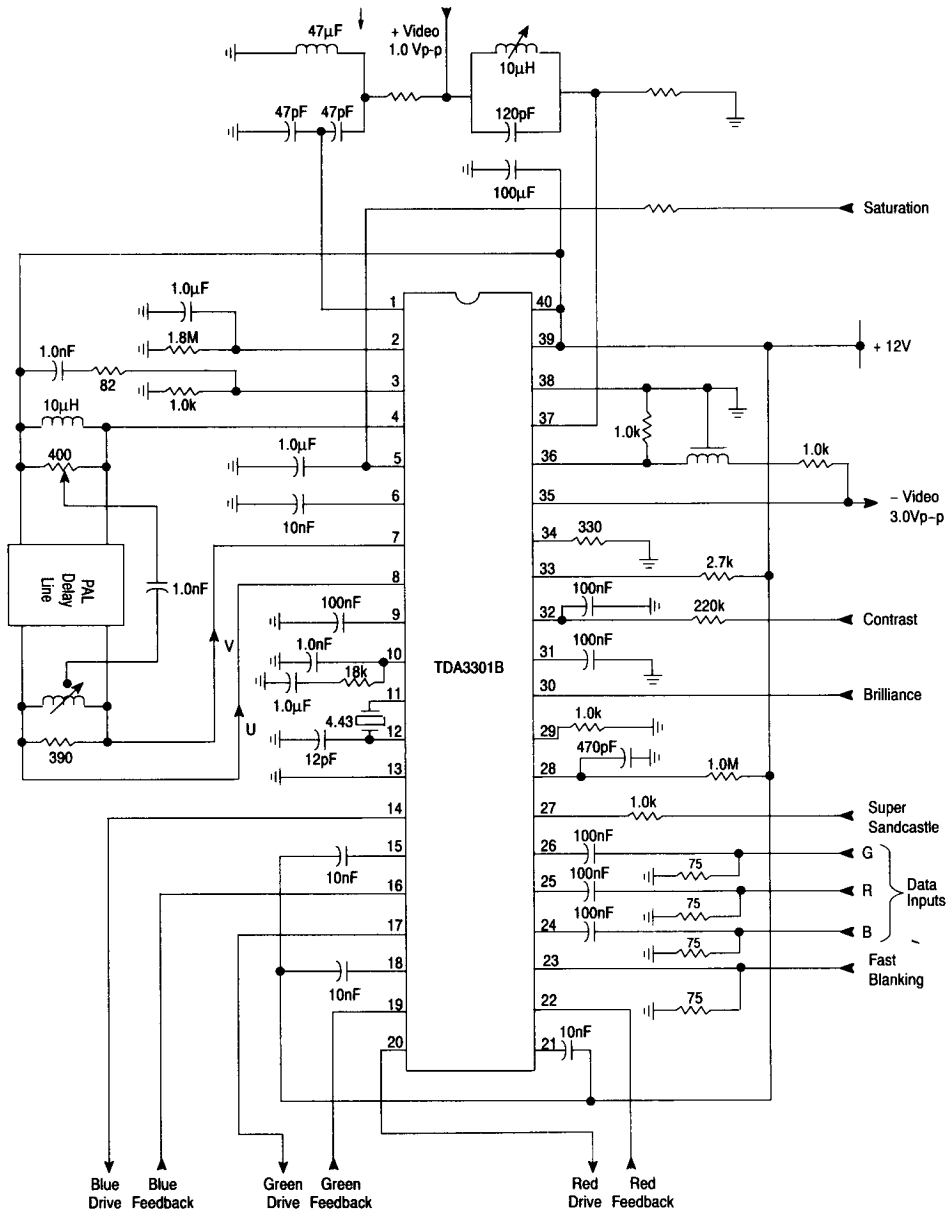 47µF
+ Video
1.0 Vp-p
10µH
47pF 47pF
120pF
100µF
Saturation
1.0µF
1 40
1.8M
2 39
+ 12V
1.0nF
82
3 38
1.0k
10µH
4 37
1.0k
1.0µF
400
5 36
1.0k
6 35
10nF
– Video
3.0Vp-p
34 330
7
PAL
Delay
Line
1.0nF
8 33 2.7k
100nF
100nF
9 32
220k
Contrast
V
1.0nF
10 31
100nF
18k
TDA3301B
1.0µF
11 30
Brilliance
U
4.43
12 29
1.0k
12pF
390
470pF
13 28
1.0M
14 27
1.0k
Super
Sandcastle
15 26
100nF
G
10nF
75
16 25
100nF
R
Data
Inputs
75
17 24
100nF
B
75
18 23
Fast
Blanking
10nF
75
19 22
20 21
10nF
Blue
Drive
Blue
Feedback
Green
Drive
Green
Feedback
Red
Drive
Red
Feedback